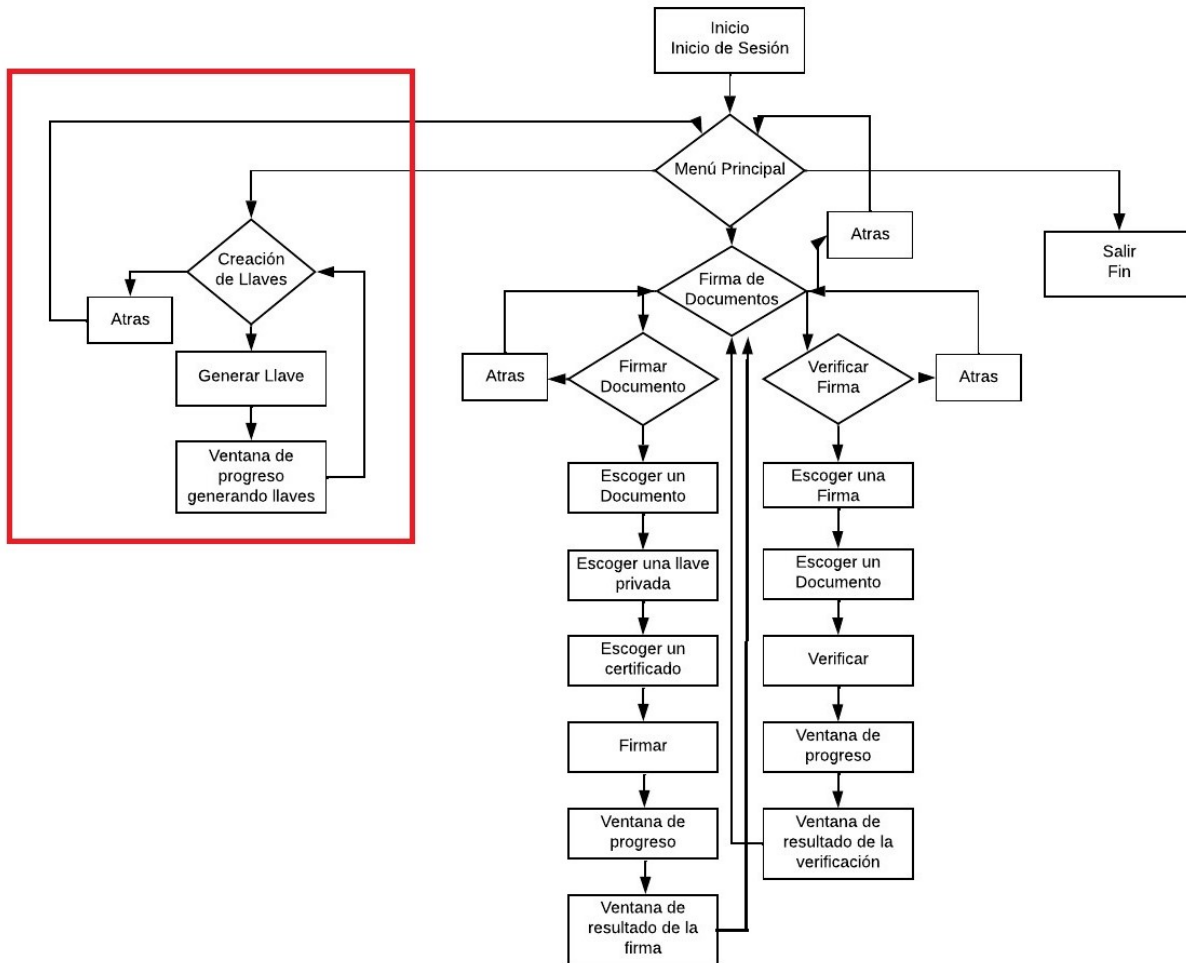 Inicio
Inicio de Sesión
Menú Principal
Atras
Salir
Fin
Creación
de Llaves
Atras
Generar Llave
Ventana de
progreso
generando llaves
Firma de
Documentos
Atras
Firmar
Documento
Verificar
Firma
Atras
Escoger un
Documento
Escoger una llave
privada
Escoger un
certificado
Firmar
Ventana de
progreso
Ventana de
resultado de la
firma
Escoger una
Firma
Escoger un
Documento
Verificar
Ventana de
progreso
Ventana de
resultado de la
verificación